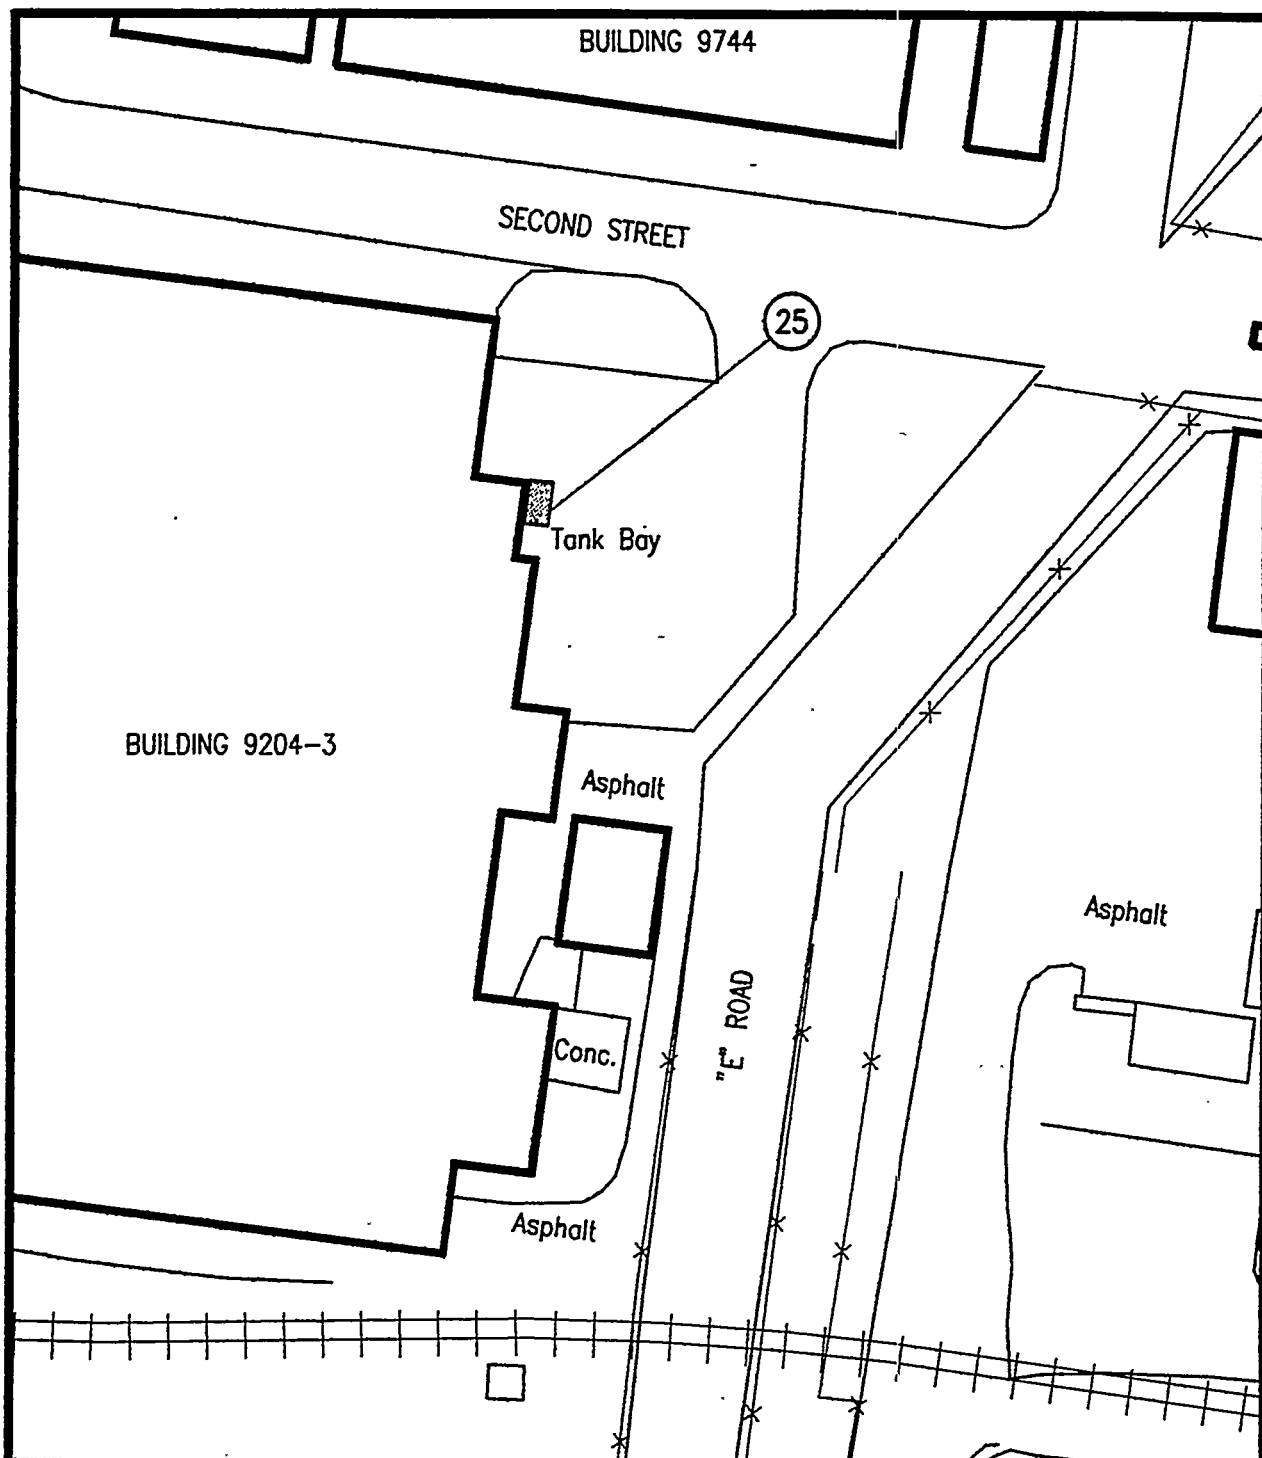 BUILDING 9744
SECOND STREET
25
Tank Bay
BUILDING 9204-3
Asphalt
Asphalt
"E" ROAD
Conc.
Asphalt